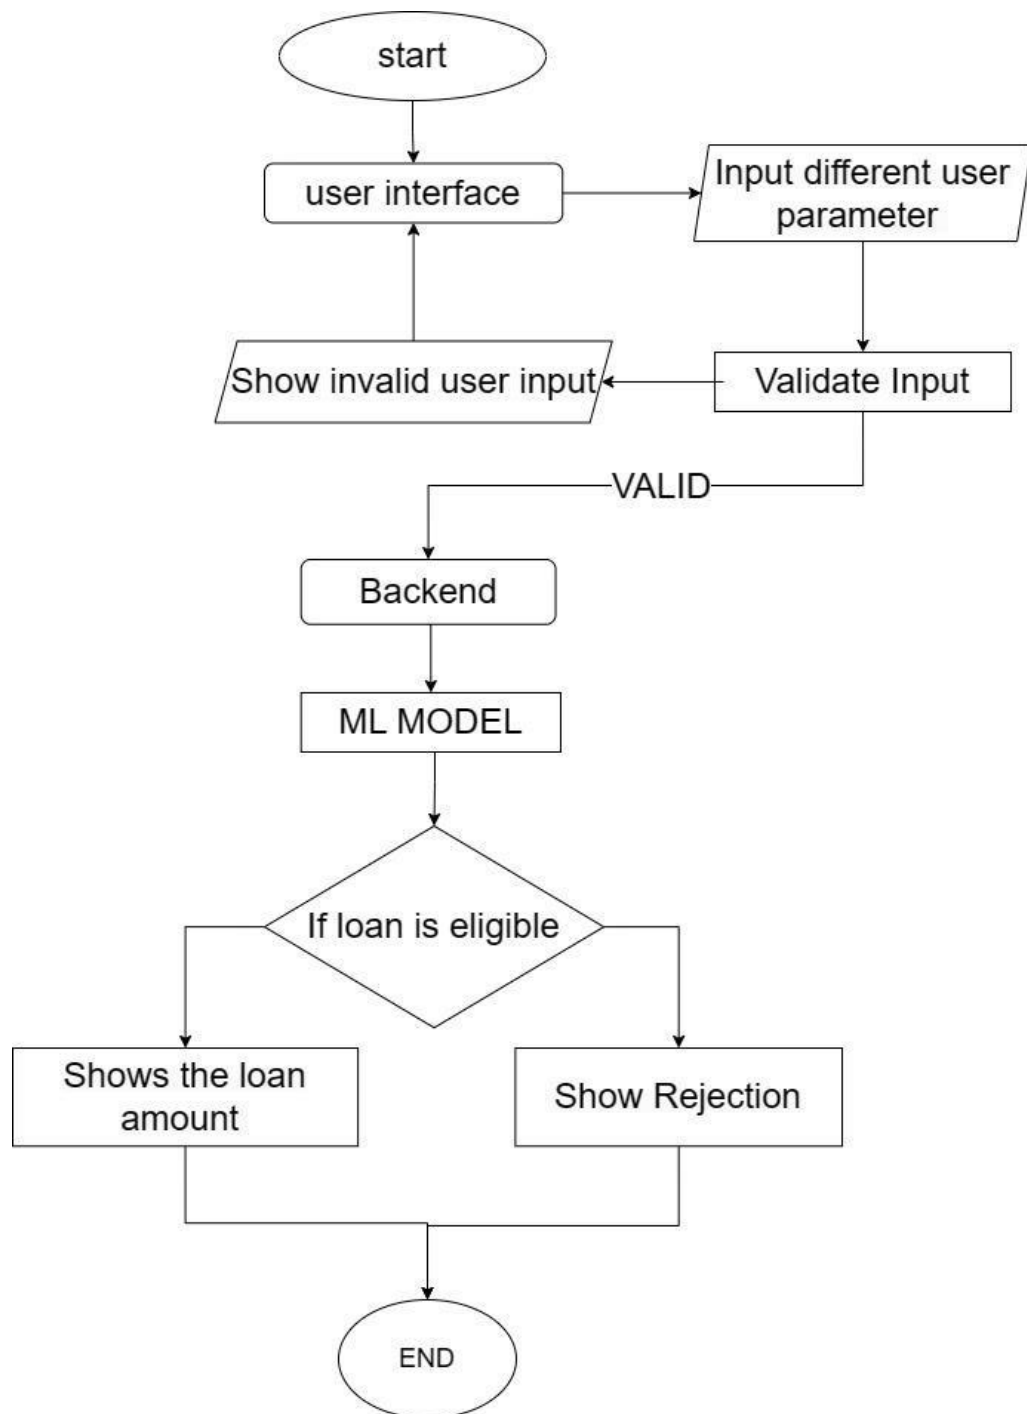 start
user interface
Input different user
parameter
Show invalid user input
Validate Input
VALID
Backend
ML MODEL
If loan is eligible
Shows the loan
amount
Show Rejection
END